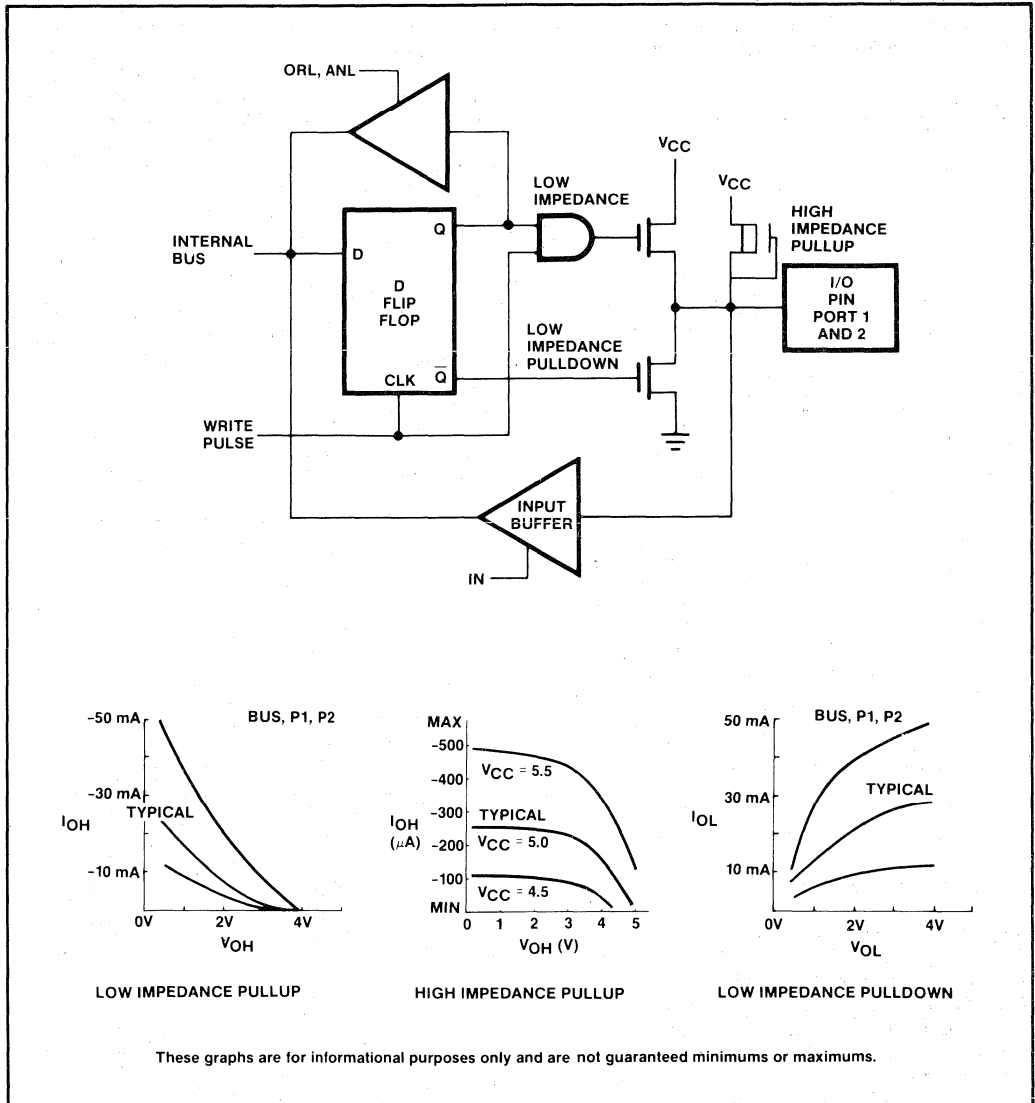 ORL, ANL
VCC
VCC
LOW
IMPEDANCE
HIGH
IMPEDANCE
PULLUP
INTERNAL
BUS
D
Q
D
FLIP
FLOP
I/O
PIN
PORT 1
AND 2
LOW
IMPEDANCE
PULLDOWN
CLK
Q̅
WRITE
PULSE
INPUT
BUFFER
IN
-50 mA
BUS, P1, P2
-30 mA
TYPICAL
IOH
-10 mA
0V
2V
4V
VOH
LOW IMPEDANCE PULLUP
MAX
-500
VCC = 5.5
-400
-300
TYPICAL
IOH
(μA)
-200
VCC = 5.0
-100
VCC = 4.5
MIN
0 1 2 3 4 5
VOH (V)
HIGH IMPEDANCE PULLUP
50 mA
BUS, P1, P2
TYPICAL
30 mA
IOL
10 mA
0V
2V
4V
VOL
LOW IMPEDANCE PULLDOWN
These graphs are for informational purposes only and are not guaranteed minimums or maximums.